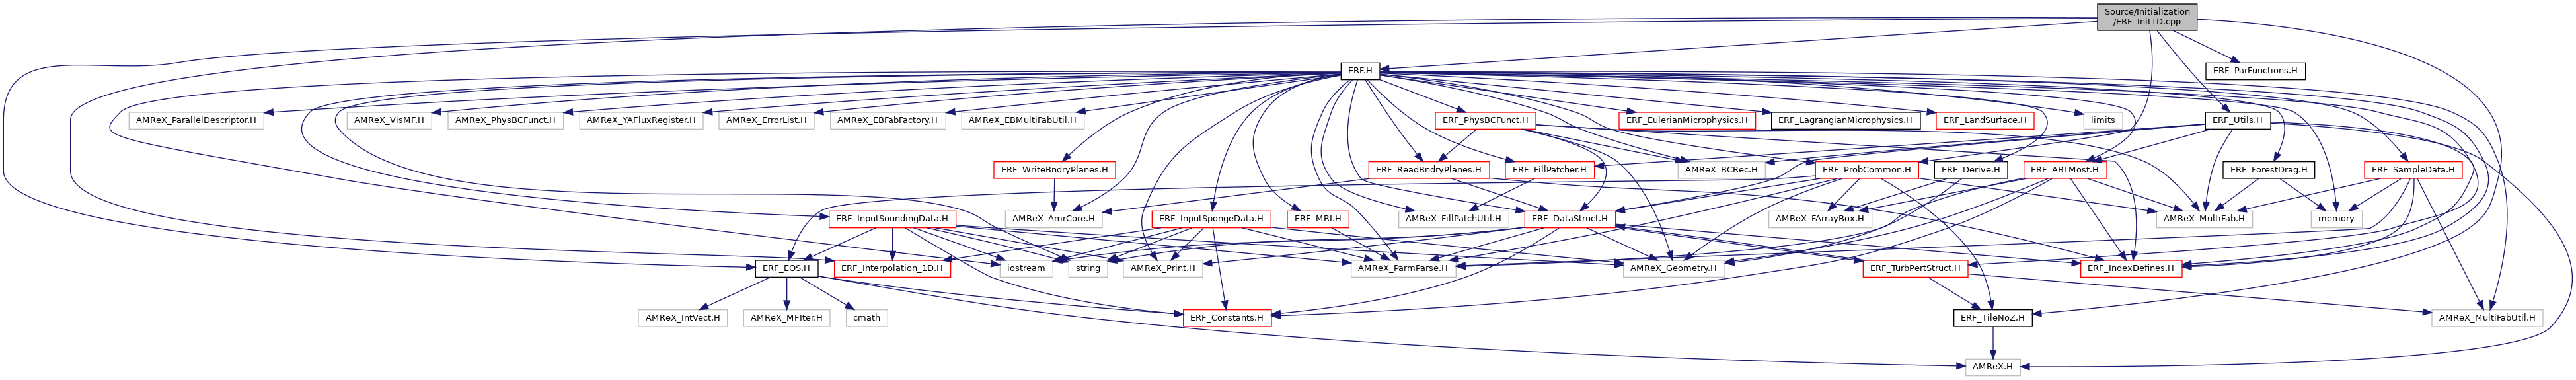 Source/Initialization
/ERF_Init1D.cpp
ERF.H
ERF_ParFunctions.H
AMReX_ParallelDescriptor.H
AMReX_VisMF.H
AMReX_PhysBCFunct.H
AMReX_YAFluxRegister.H
AMReX_ErrorList.H
AMReX_EBFabFactory.H
AMReX_EBMultiFabUtil.H
ERF_PhysBCFunct.H
ERF_EulerianMicrophysics.H
ERF_LagrangianMicrophysics.H
ERF_LandSurface.H
limits
ERF_Utils.H
ERF_WriteBndryPlanes.H
ERF_ReadBndryPlanes.H
ERF_FillPatcher.H
AMReX_BCRec.H
ERF_ProbCommon.H
ERF_Derive.H
ERF_ABLMost.H
ERF_ForestDrag.H
ERF_SampleData.H
ERF_InputSoundingData.H
AMReX_AmrCore.H
ERF_InputSpongeData.H
ERF_MRI.H
AMReX_FillPatchUtil.H
ERF_DataStruct.H
AMReX_FArrayBox.H
AMReX_MultiFab.H
memory
ERF_EOS.H
ERF_Interpolation_1D.H
iostream
string
AMReX_Print.H
AMReX_ParmParse.H
AMReX_Geometry.H
ERF_TurbPertStruct.H
ERF_IndexDefines.H
AMReX_IntVect.H
AMReX_MFIter.H
cmath
ERF_Constants.H
ERF_TileNoZ.H
AMReX_MultiFabUtil.H
AMReX.H